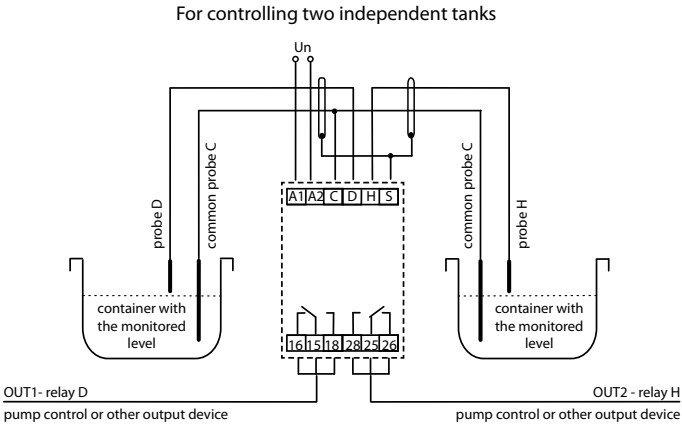 For controlling two independent tanks
Un
common probe C
probe D
common probe C
probe H
A1 A2 C D H S
container with
the monitored
level
container with
the monitored
level
16 15 18 28 25 26
OUT1- relay D
pump control or other output device
OUT2 - relay H
pump control or other output device